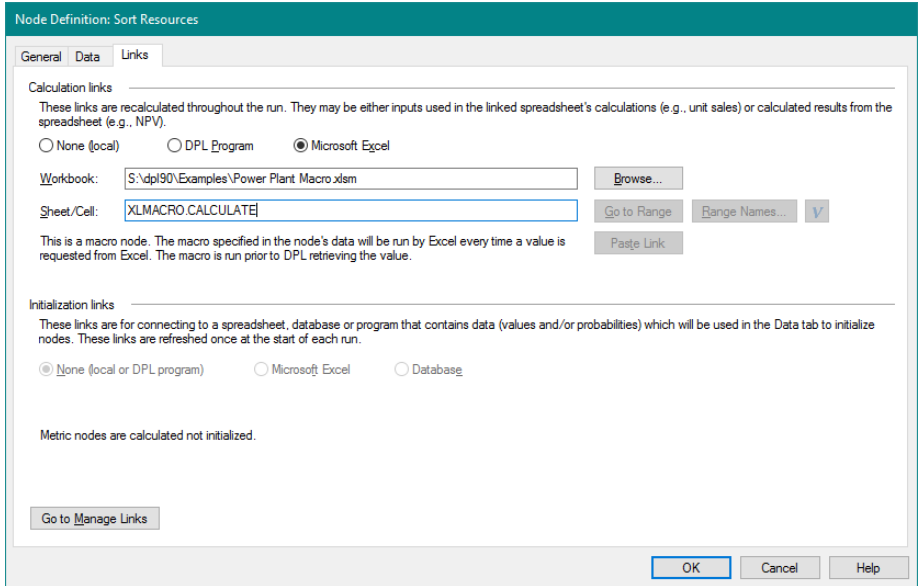 Node Definition: Sort Resources
General Data Links
Calculation links
These links are recalculated throughout the run. They may be either inputs used in the linked spreadsheet's calculations (e.g., unit sales) or calculated results from the
spreadsheet (e.g., NPV).
None (local) DPL Program Microsoft Excel
Workbook: S:\dpl90\Examples\Power Plant Macro.xlsm Browse...
Sheet/Cell: XLMACRO.CALCULATE Go to Range Range Names... V
This is a macro node. The macro specified in the node's data will be run by Excel every time a value is
requested from Excel. The macro is run prior to DPL retrieving the value.
Paste Link
Initialization links
These links are for connecting to a spreadsheet, database or program that contains data (values and/or probabilities) which will be used in the Data tab to initialize
nodes. These links are refreshed once at the start of each run.
None (local or DPL program) Microsoft Excel Database
Metric nodes are calculated not initialized.
Go to Manage Links
OK Cancel Help